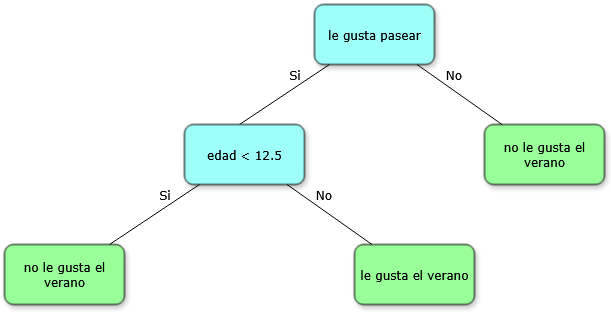 le gusta pasear
Si
No
edad < 12.5
no le gusta el
verano
Si
No
no le gusta el
verano
le gusta el verano